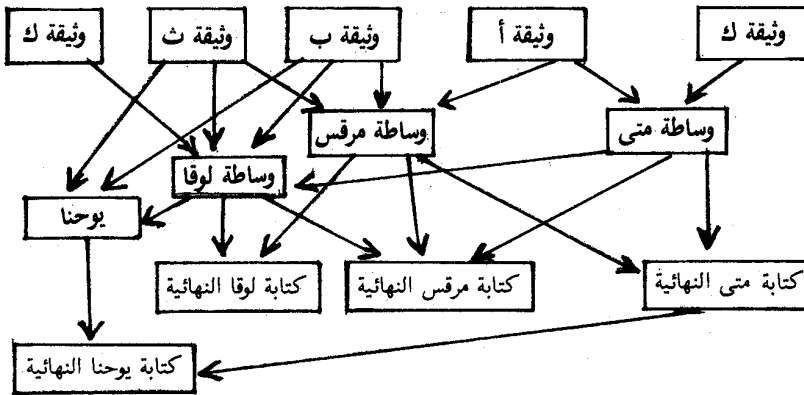 وثيقة ك
وثيقة أ
وثيقة ب
وثيقة ث
وثيقة ك
وساطة متى
وساطة مرقس
وساطة لوقا
يوحنا
كتابة متى النهائية
كتابة مرقس النهائية
كتابة لوقا النهائية
كتابة يوحنا النهائية